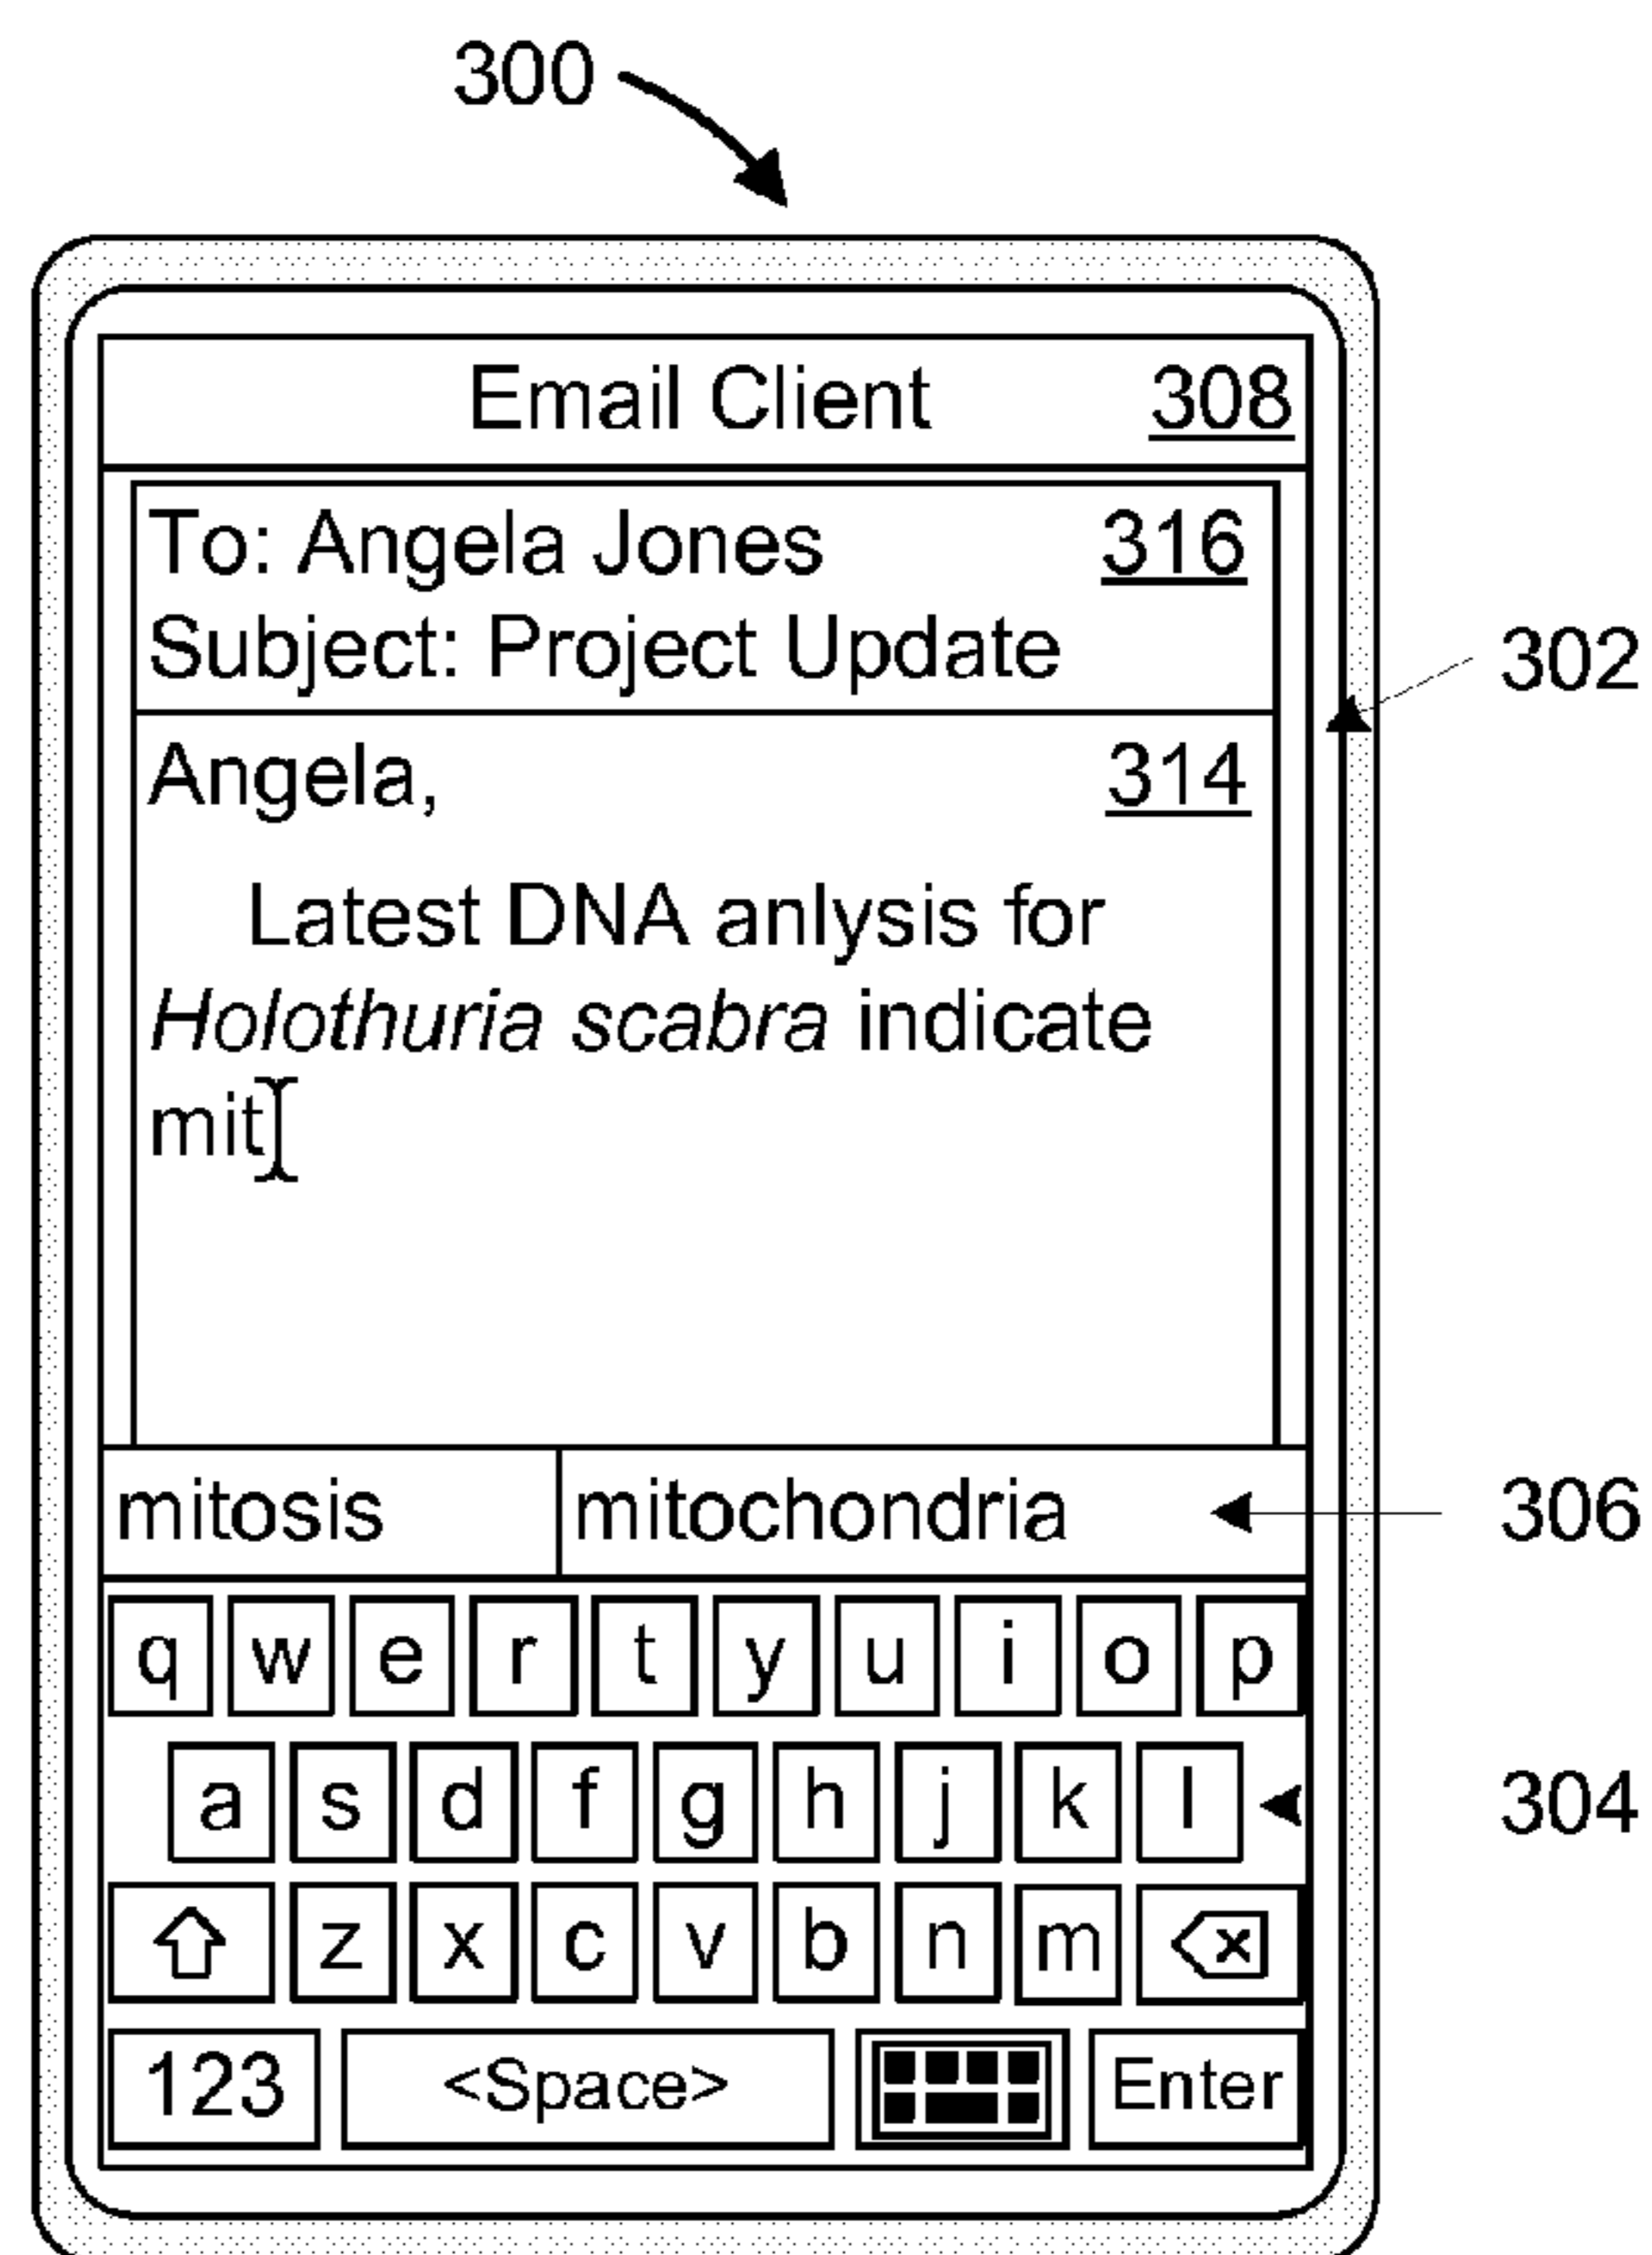 300
Email Client 308
To: Angela Jones 316
Subject: Project Update
302
Angela, 314
Latest DNA anlysis for
Holothuria scabra indicate
mit
mitosis mitochondria 306
q w e r t y u i o p
a s d f g h j k l 304
z x c v b n m
123 <Space> Enter